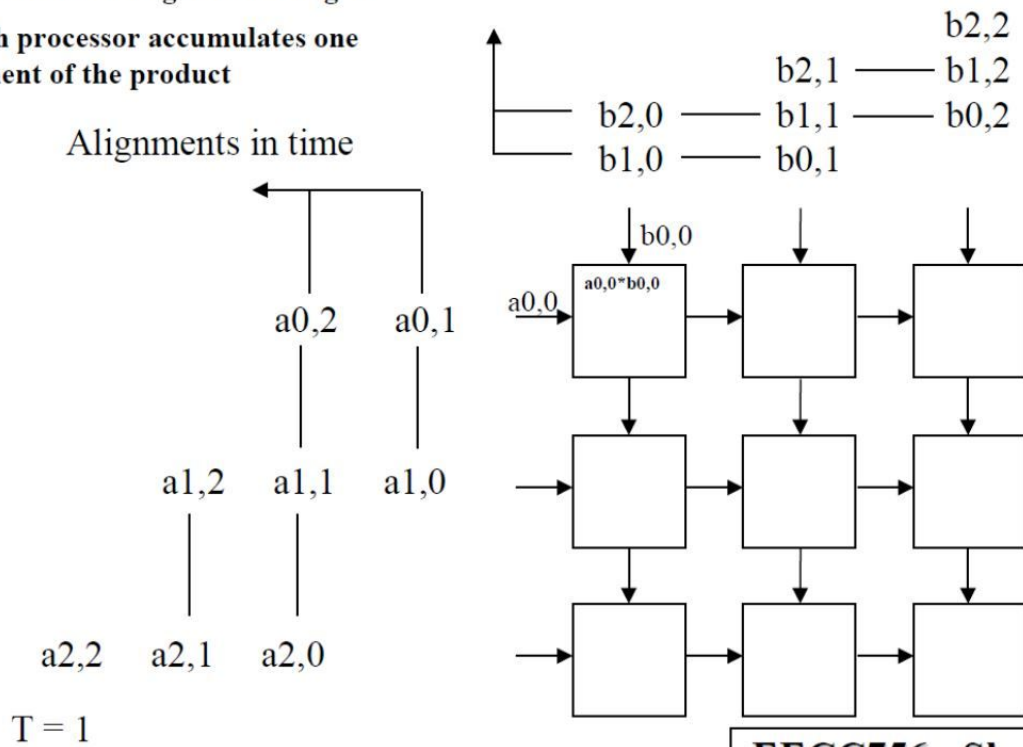 processor accumulates one
of the product
Alignments in time
b2,2
b2,1 b1,2
b2,0 b1,1 b0,2
b1,0 b0,1
b0,0
a0,0*b0,0
a0,0
a0,2 a0,1
a1,2 a1,1 a1,0
a2,2 a2,1 a2,0
T = 1